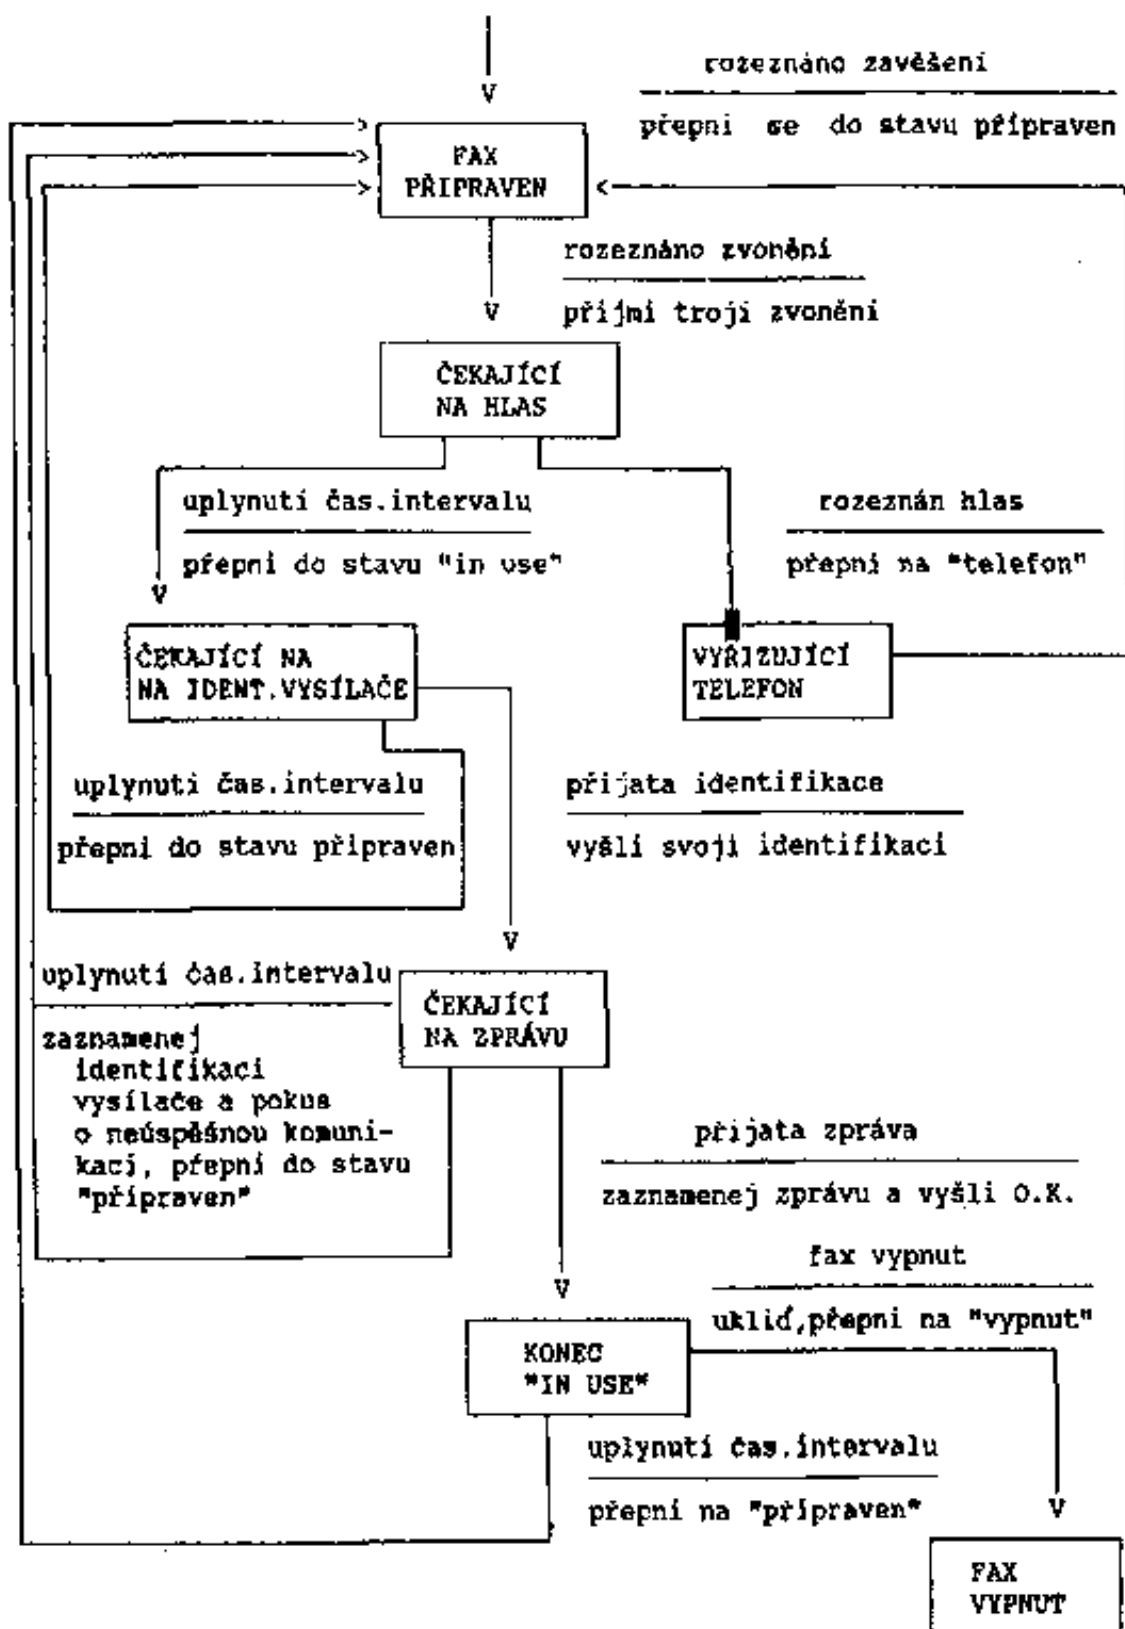 rozeznáno zavěšení
přepni se do stavu připraven
FAX
PŘIPRAVEN
rozeznáno zvonění
přijmi trojí zvonění
ČEKAJÍCÍ
NA HLAS
uplynutí čas.intervalu
přepni do stavu "in use"
rozeznán hlas
přepni na "telefon"
ČEKAJÍCÍ NA
NA IDENT.VYSÍLAČE
VYŘIZUJÍCÍ
TELEFON
uplynutí čas.intervalu
přepni do stavu připraven
přijata identifikace
vyšli svoji identifikaci
uplynutí čas.intervalu
zaznamenej
identifikaci
vysílače a pokus
o neúspěšnou komuni-
kaci, přepni do stavu
"připraven"
ČEKAJÍCÍ
NA ZPRÁVU
přijata zpráva
zaznamenej zprávu a vyšli O.K.
fax vypnut
ukliď,přepni na "vypnut"
KONEC
"IN USE"
uplynutí čas.intervalu
přepni na "připraven"
FAX
VYPNUT